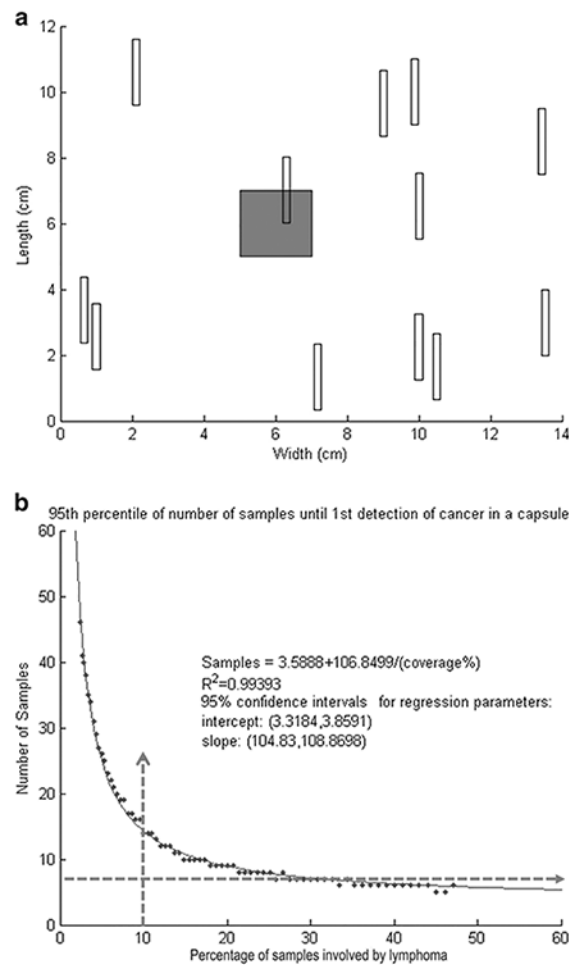 a
12
10
8
6
4
2
0
Length (cm)
0 2 4 6 8 10 12 14
Width (cm)
b
95th percentile of number of samples until 1st detection of cancer in a capsule
60
50
40
30
20
10
0
Number of Samples
Samples = 3.5888+106.8499/(coverage%)
R²=0.99393
95% confidence intervals for regression parameters:
intercept: (3.3184,3.8591)
slope: (104.83,108.8698)
0 10 20 30 40 50 60
Percentage of samples involved by lymphoma